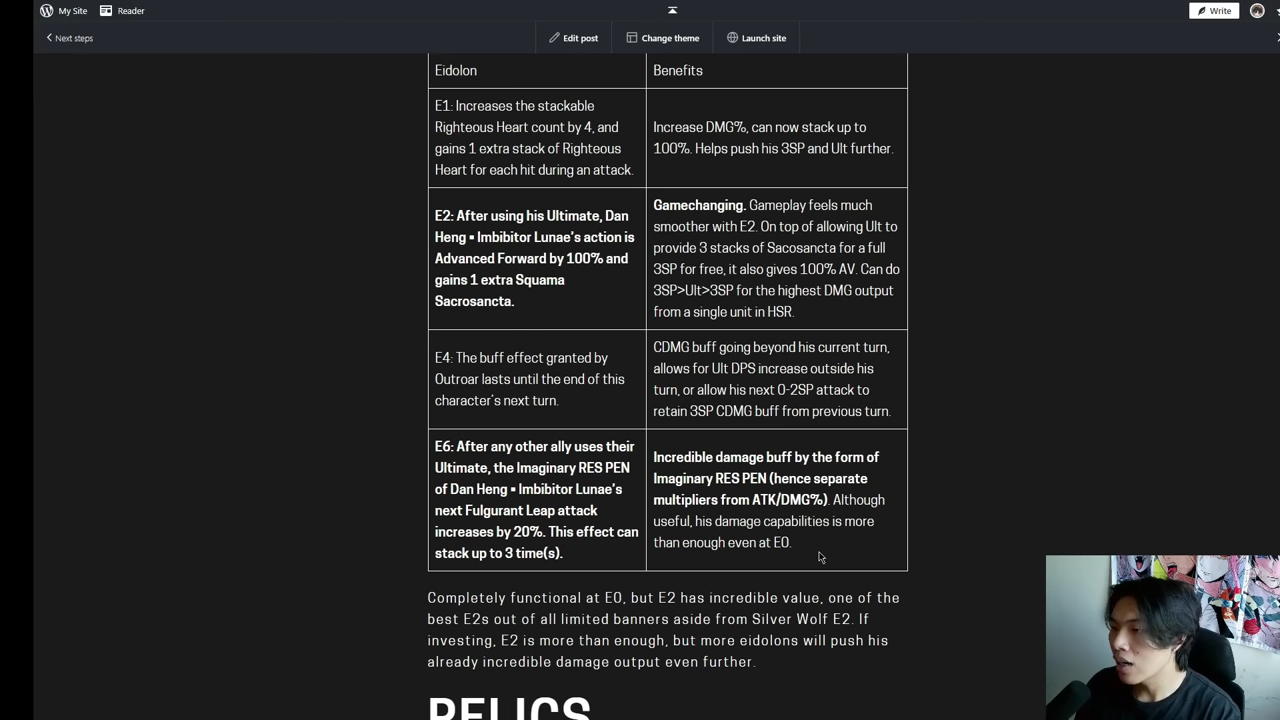 My Site
Reader
Write
Next steps
Edit post
Change theme
Launch site
Eidolon
Benefits
E1: Increases the stackable
Righteous Heart count by 4, and
gains 1 extra stack of Righteous
Heart for each hit during an attack.
Increase DMG%, can now stack up to
100%. Helps push his 3SP and Ult further.
E2: After using his Ultimate, Dan
Heng • Imbibitor Lunae's action is
Advanced Forward by 100% and
gains 1 extra Squama
Sacrosancta.
Gamechanging. Gameplay feels much
smoother with E2. On top of allowing Ult to
provide 3 stacks of Sacosancta for a full
3SP for free, it also gives 100% AV. Can do
3SP>Ult>3SP for the highest DMG output
from a single unit in HSR.
E4: The buff effect granted by
Outroar lasts until the end of this
character's next turn.
CDMG buff going beyond his current turn,
allows for Ult DPS increase outside his
turn, or allow his next 0-2SP attack to
retain 3SP CDMG buff from previous turn.
E6: After any other ally uses their
Ultimate, the Imaginary RES PEN
of Dan Heng • Imbibitor Lunae's
next Fulgurant Leap attack
increases by 20%. This effect can
stack up to 3 time(s).
Incredible damage buff by the form of
Imaginary RES PEN (hence separate
multipliers from ATK/DMG%). Although
useful, his damage capabilities is more
than enough even at E0.
Completely functional at E0, but E2 has incredible value, one of the
best E2s out of all limited banners aside from Silver Wolf E2. If
investing, E2 is more than enough, but more eidolons will push his
already incredible damage output even further.
RELICS